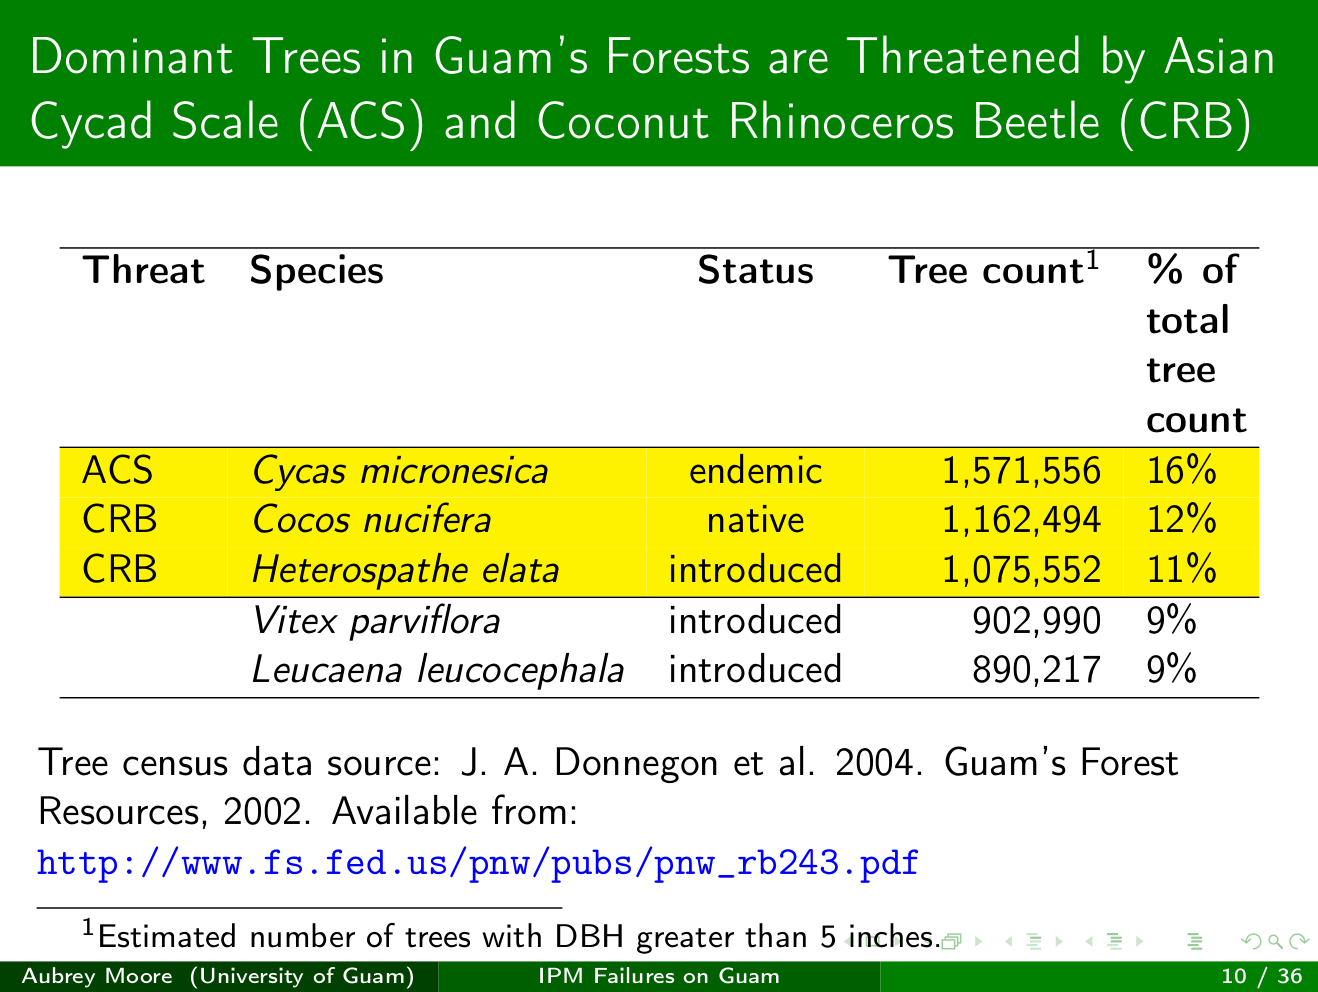 Dominant Trees in Guam's Forests are Threatened by Asian
Cycad Scale (ACS) and Coconut Rhinoceros Beetle (CRB)
Threat Species Status Tree count¹ % of
total
tree
count
ACS Cycas micronesica endemic 1,571,556 16%
CRB Cocos nucifera native 1,162,494 12%
CRB Heterospathe elata introduced 1,075,552 11%
Vitex parviflora introduced 902,990 9%
Leucaena leucocephala introduced 890,217 9%
Tree census data source: J. A. Donnegon et al. 2004. Guam's Forest
Resources, 2002. Available from:
http://www.fs.fed.us/pnw/pubs/pnw_rb243.pdf
¹Estimated number of trees with DBH greater than 5 inches.
Aubrey Moore (University of Guam) IPM Failures on Guam 10 / 36